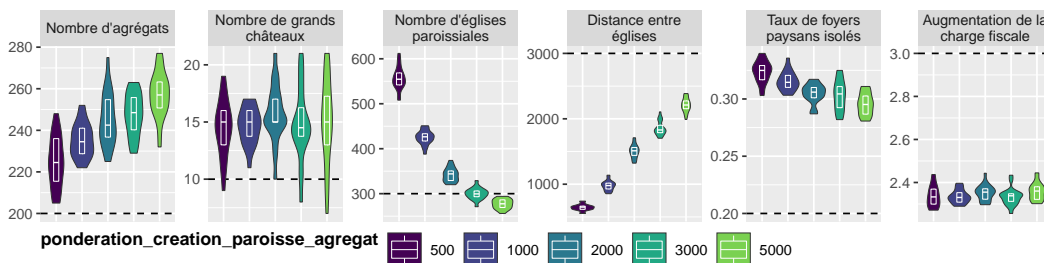 Nombre d'agrégats
Nombre de grands
châteaux
Nombre d'églises
paroissiales
Distance entre
églises
Taux de foyers
paysans isolés
Augmentation de la
charge fiscale
280
260
240
220
200
20
15
10
600
500
400
300
3000
2000
1000
0.30
0.25
0.20
3.0
2.8
2.6
2.4
ponderation_creation_paroisse_agregat
500
1000
2000
3000
5000